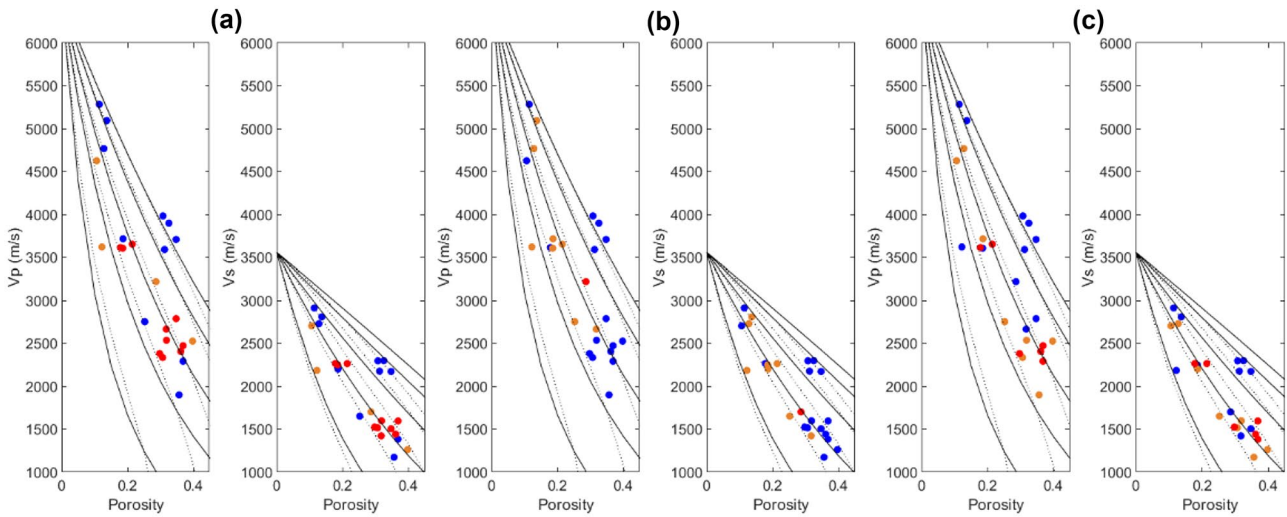 (a) (b) (c)
6000 6000 6000 6000 6000 6000
5500 5500 5500 5500 5500 5500
5000 5000 5000 5000 5000 5000
4500 4500 4500 4500 4500 4500
4000 4000 4000 4000 4000 4000
3500 3500 3500 3500 3500 3500
3000 3000 3000 3000 3000 3000
2500 2500 2500 2500 2500 2500
2000 2000 2000 2000 2000 2000
1500 1500 1500 1500 1500 1500
1000 1000 1000 1000 1000 1000
Vp (m/s) Vs (m/s) Vp (m/s) Vs (m/s) Vp (m/s) Vs (m/s)
0 0.2 0.4 0 0.2 0.4 0 0.2 0.4 0 0.2 0.4 0 0.2 0.4 0 0.2 0.4
Porosity Porosity Porosity Porosity Porosity Porosity